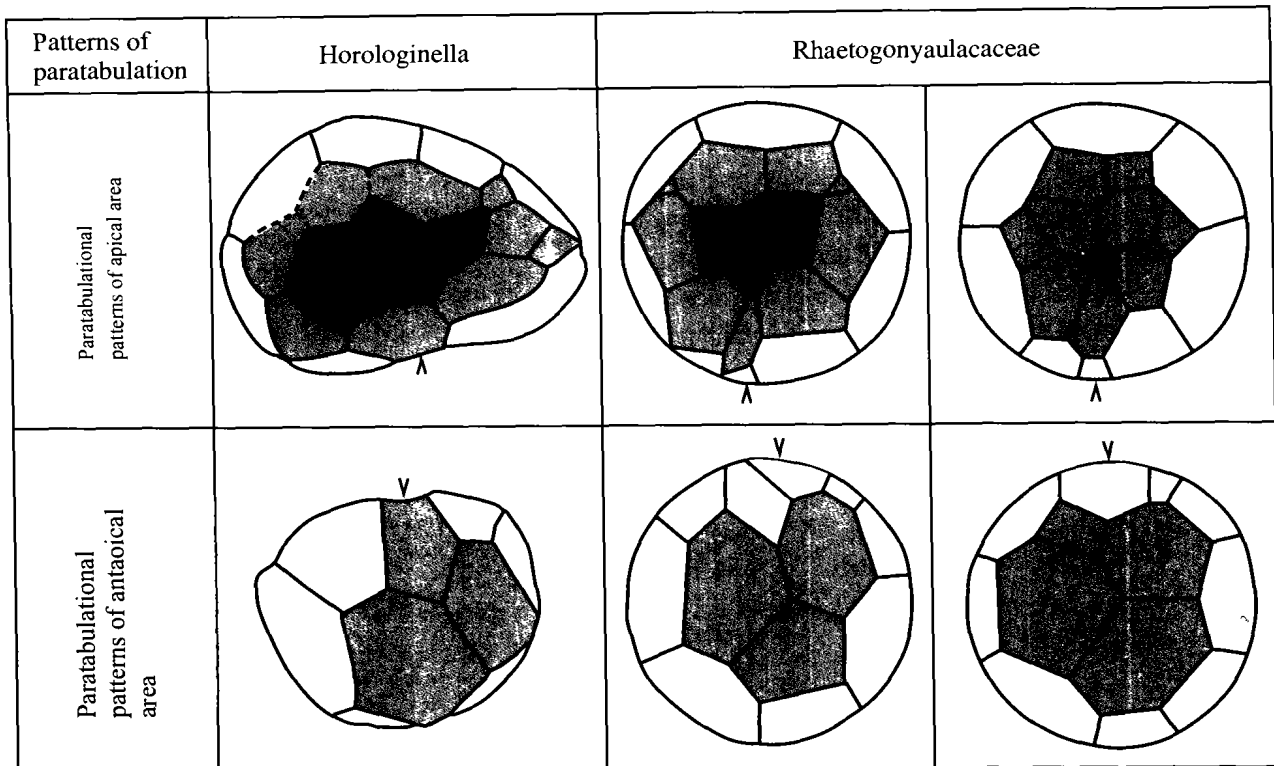 Patterns of
paratabulation
Horologinella
Rhaetogonyaulacaceae
Paratabulational
patterns of apical area
Paratabulational
patterns of antaoical
area